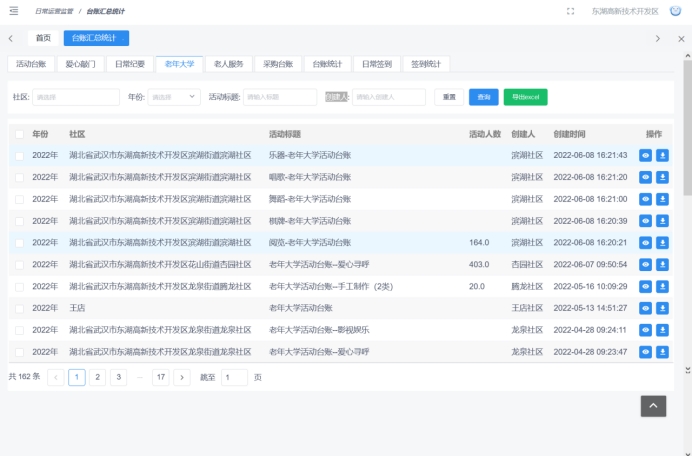 日常运营监管 / 台账汇总统计 东湖高新技术开发区
首页 台账汇总统计
活动台账 爱心敲门 日常纪要 老年大学 老人服务 采购台账 台账统计 日常签到 签到统计
社区: 请选择 年份: 请选择 活动标题: 请输入标题 创建人: 请输入创建人 重置 查询 导出excel
年份 社区 活动标题 活动人数 创建人 创建时间 操作
2022年 湖北省武汉市东湖高新技术开发区滨湖街道滨湖社区 乐器-老年大学活动台账 滨湖社区 2022-06-08 16:21:43
2022年 湖北省武汉市东湖高新技术开发区滨湖街道滨湖社区 唱歌-老年大学活动台账 滨湖社区 2022-06-08 16:21:20
2022年 湖北省武汉市东湖高新技术开发区滨湖街道滨湖社区 舞蹈-老年大学活动台账 滨湖社区 2022-06-08 16:21:00
2022年 湖北省武汉市东湖高新技术开发区滨湖街道滨湖社区 棋牌-老年大学活动台账 滨湖社区 2022-06-08 16:20:39
2022年 湖北省武汉市东湖高新技术开发区滨湖街道滨湖社区 阅览-老年大学活动台账 164.0 滨湖社区 2022-06-08 16:20:21
2022年 湖北省武汉市东湖高新技术开发区花山街道杏园社区 老年大学活动台账--爱心寻呼 403.0 杏园社区 2022-06-07 09:50:54
2022年 湖北省武汉市东湖高新技术开发区龙泉街道腾龙社区 老年大学活动台账--手工制作（2类） 20.0 腾龙社区 2022-05-16 10:09:29
2022年 王店 老年大学活动台账 王店社区 2022-05-13 14:51:27
2022年 湖北省武汉市东湖高新技术开发区龙泉街道龙泉社区 老年大学活动台账--影视娱乐 龙泉社区 2022-04-28 09:24:11
2022年 湖北省武汉市东湖高新技术开发区龙泉街道龙泉社区 老年大学活动台账--爱心寻呼 龙泉社区 2022-04-28 09:23:47
共 162 条 1 2 3 ··· 17 跳至 1 页